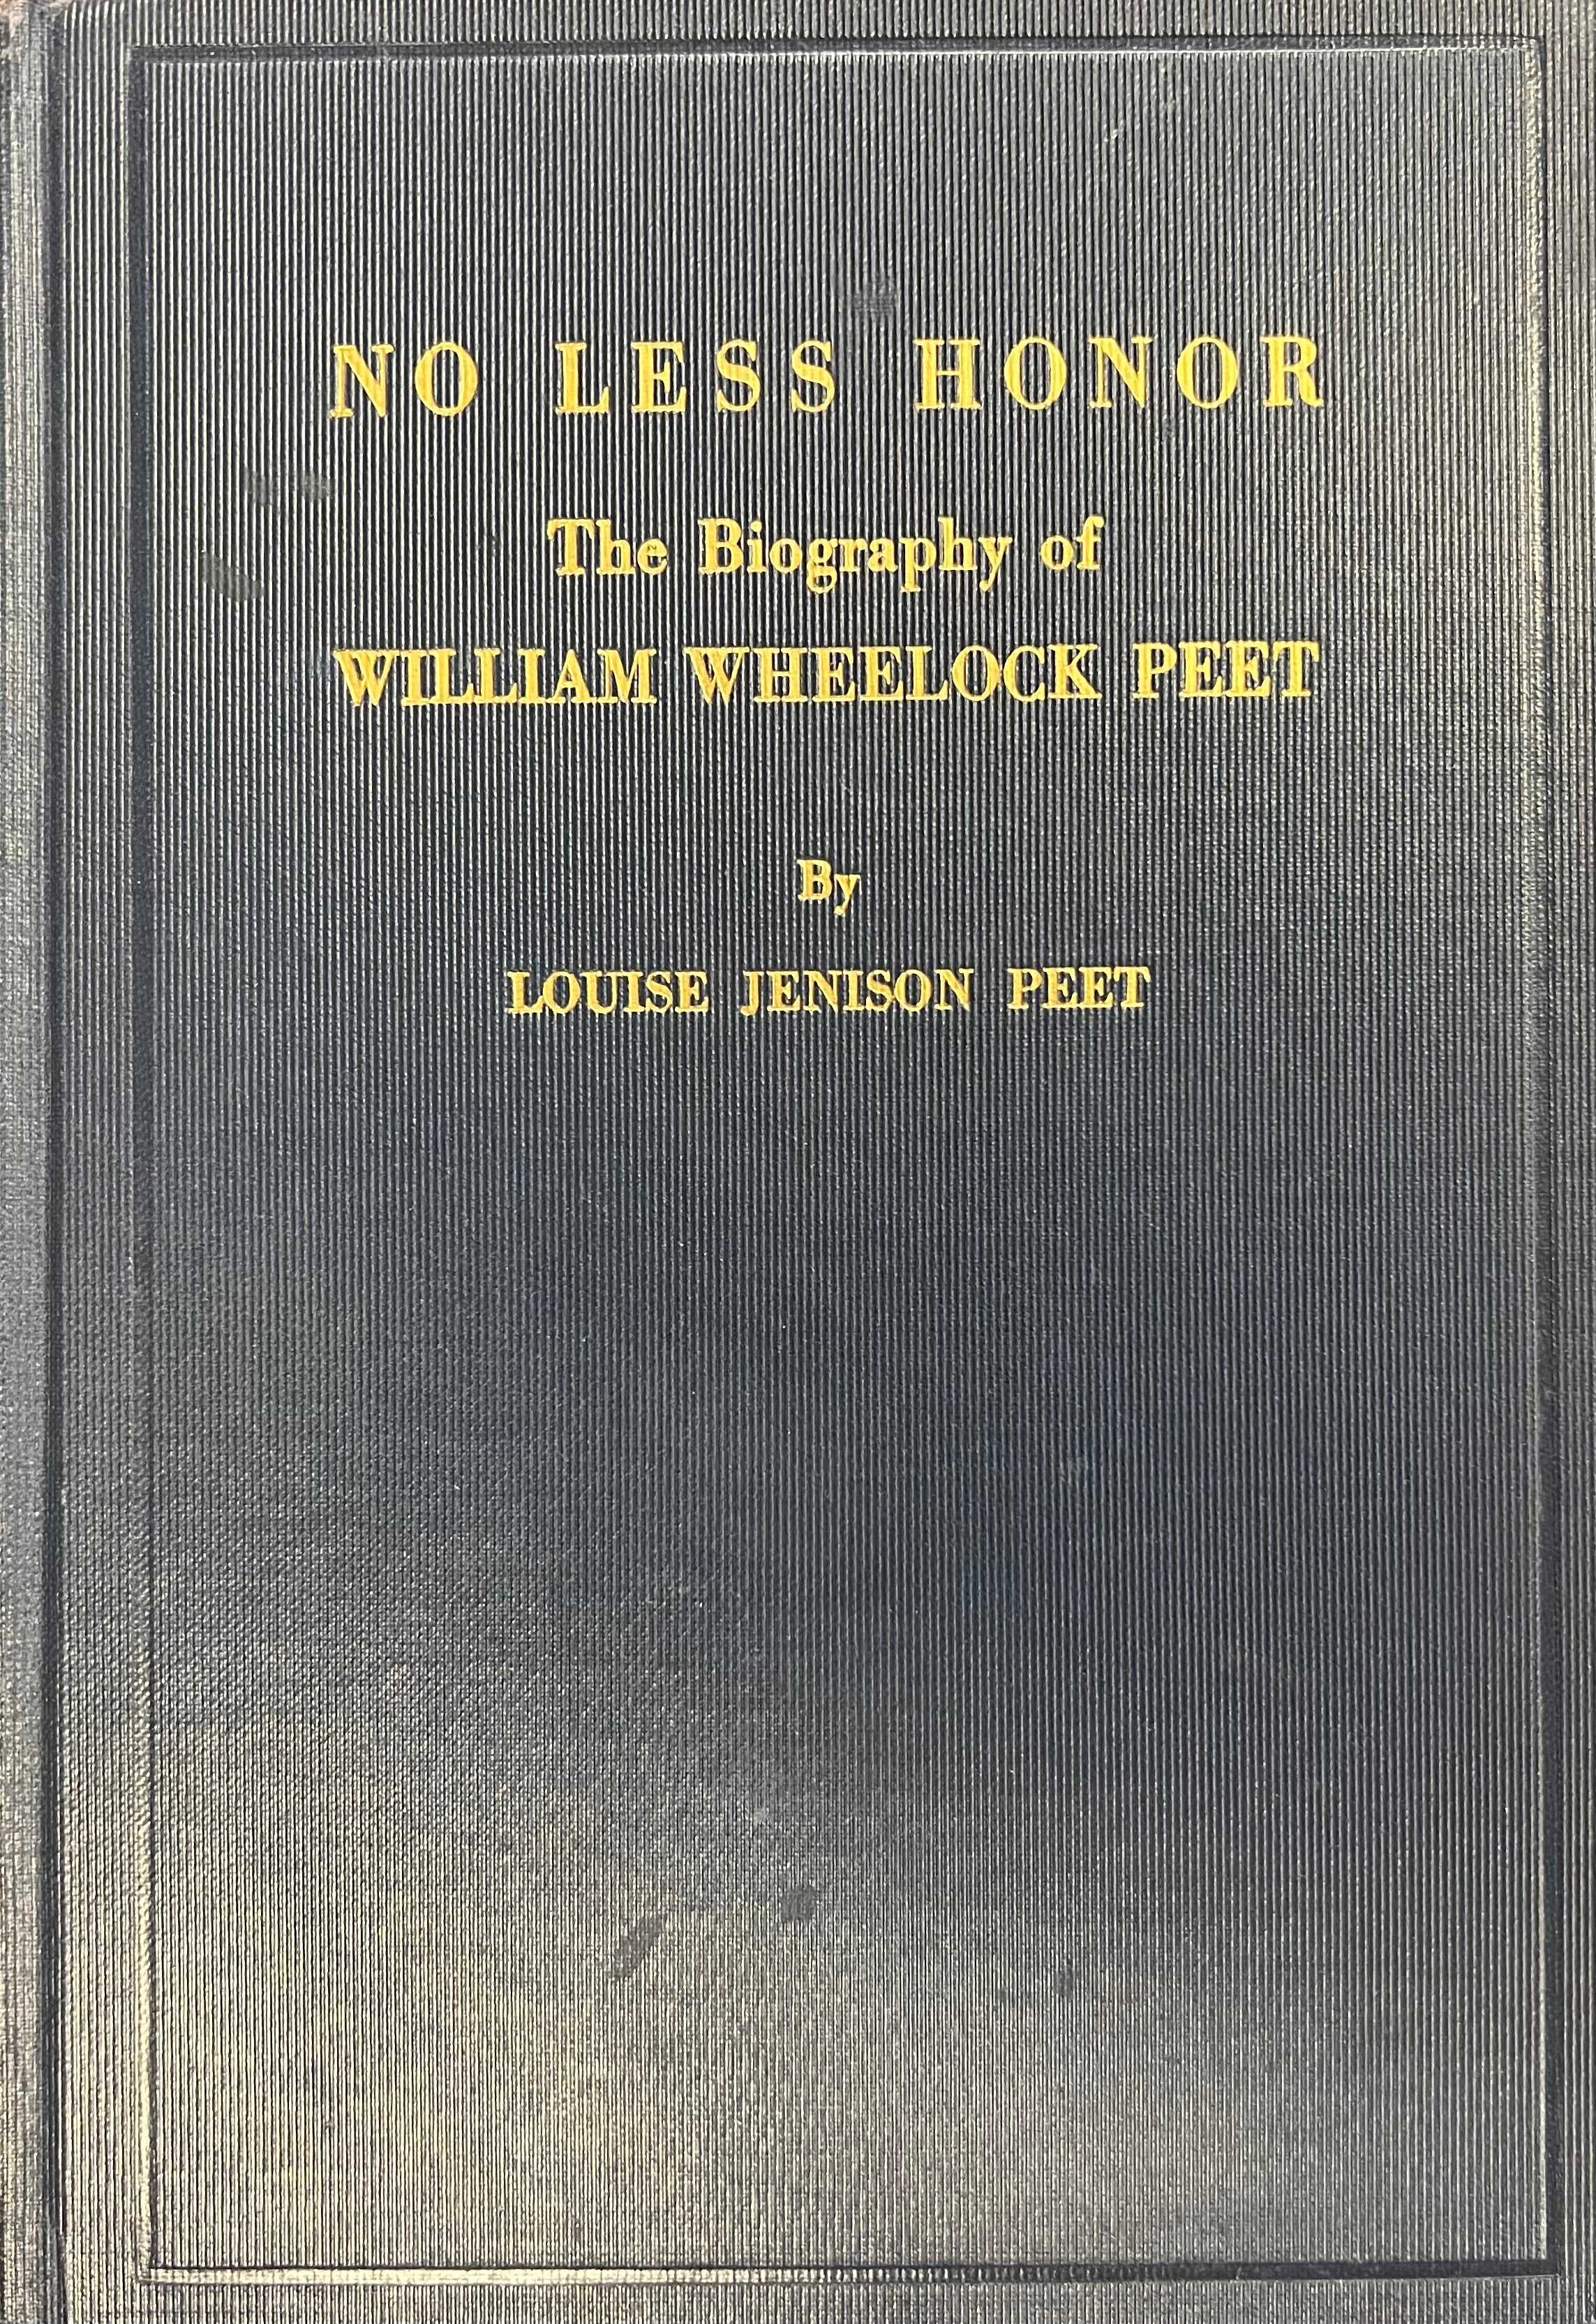 NO LESS HONOR
The Biography of
WILLIAM WHEELOCK PEET
By
LOUISE JENISON PEET